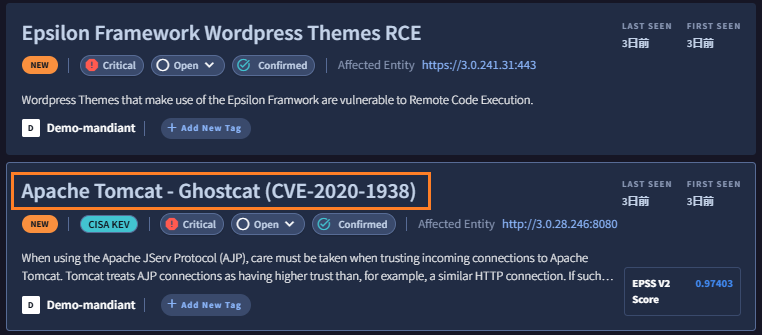 Epsilon Framework Wordpress Themes RCE
LAST SEEN FIRST SEEN
3日前 3日前
NEW Critical Open Confirmed Affected Entity https://3.0.241.31:443
Wordpress Themes that make use of the Epsilon Framwork are vulnerable to Remote Code Execution.
D Demo-mandiant + Add New Tag
Apache Tomcat - Ghostcat (CVE-2020-1938)
LAST SEEN FIRST SEEN
3日前 3日前
NEW CISA KEV Critical Open Confirmed Affected Entity http://3.0.28.246:8080
When using the Apache JServ Protocol (AJP), care must be taken when trusting incoming connections to Apache
Tomcat. Tomcat treats AJP connections as having higher trust than, for example, a similar HTTP connection. If such…
EPSS V2 0.97403
Score
D Demo-mandiant + Add New Tag